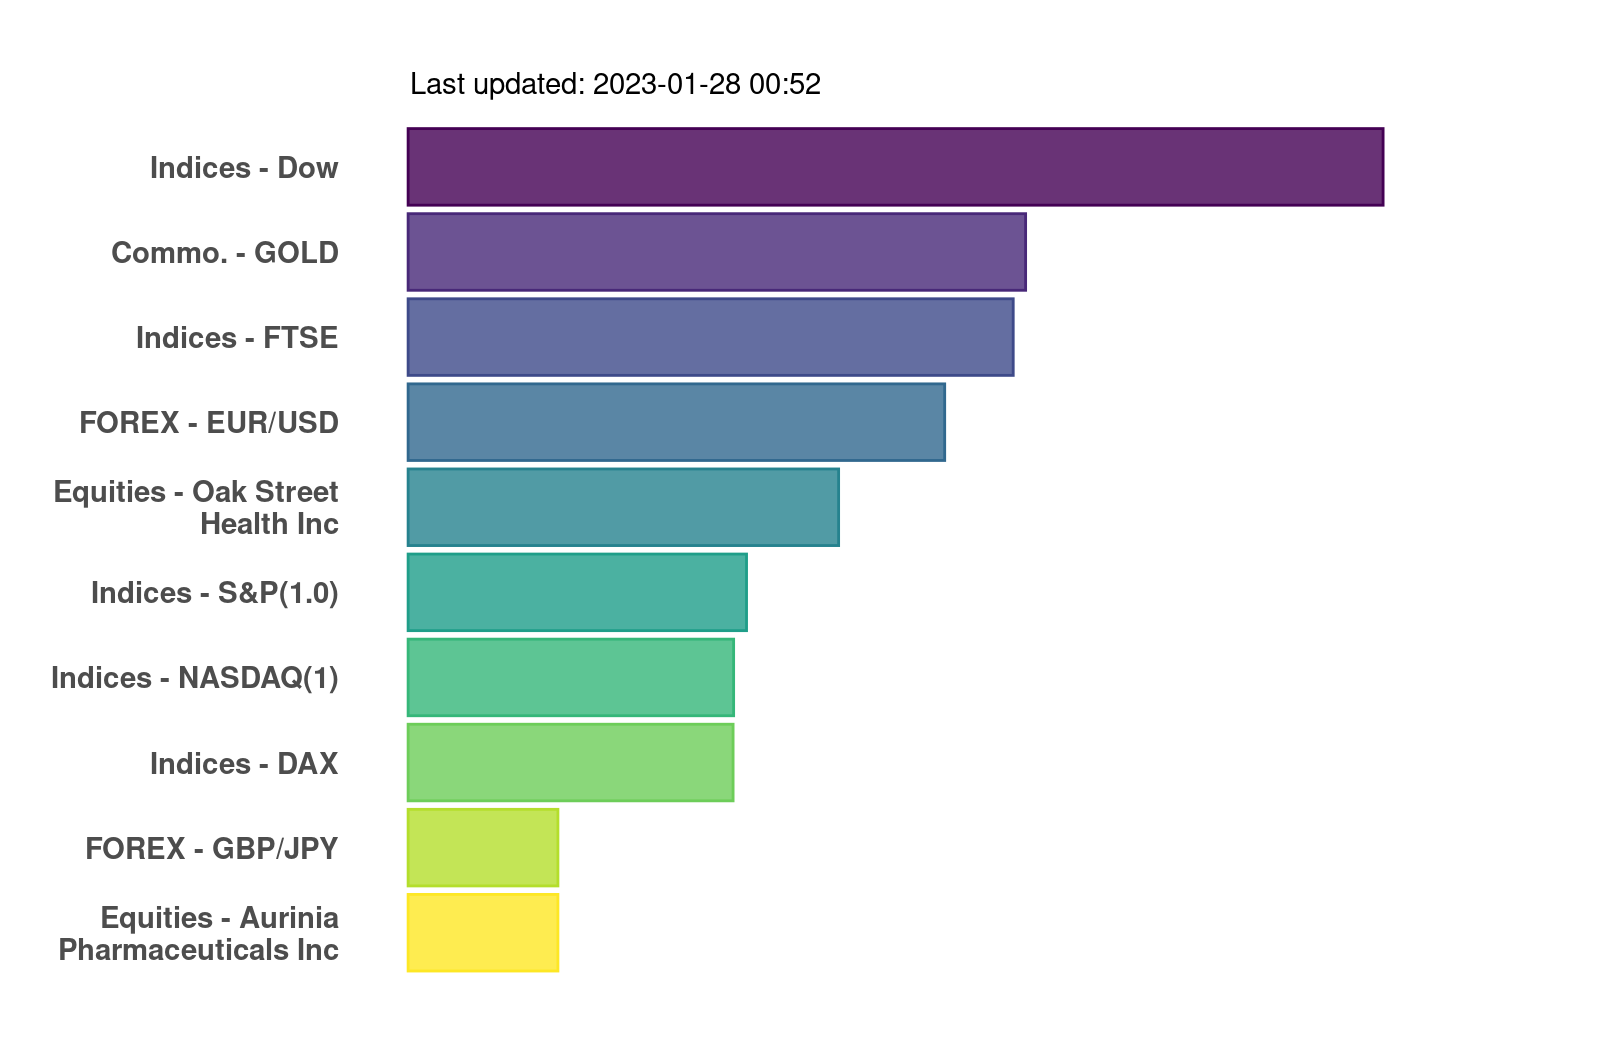 Last updated: 2023-01-28 00:52
Indices - Dow
Commo. - GOLD
Indices - FTSE
FOREX - EUR/USD
Equities - Oak Street
Health Inc
Indices - S&P(1.0)
Indices - NASDAQ(1)
Indices - DAX
FOREX - GBP/JPY
Equities - Aurinia
Pharmaceuticals Inc